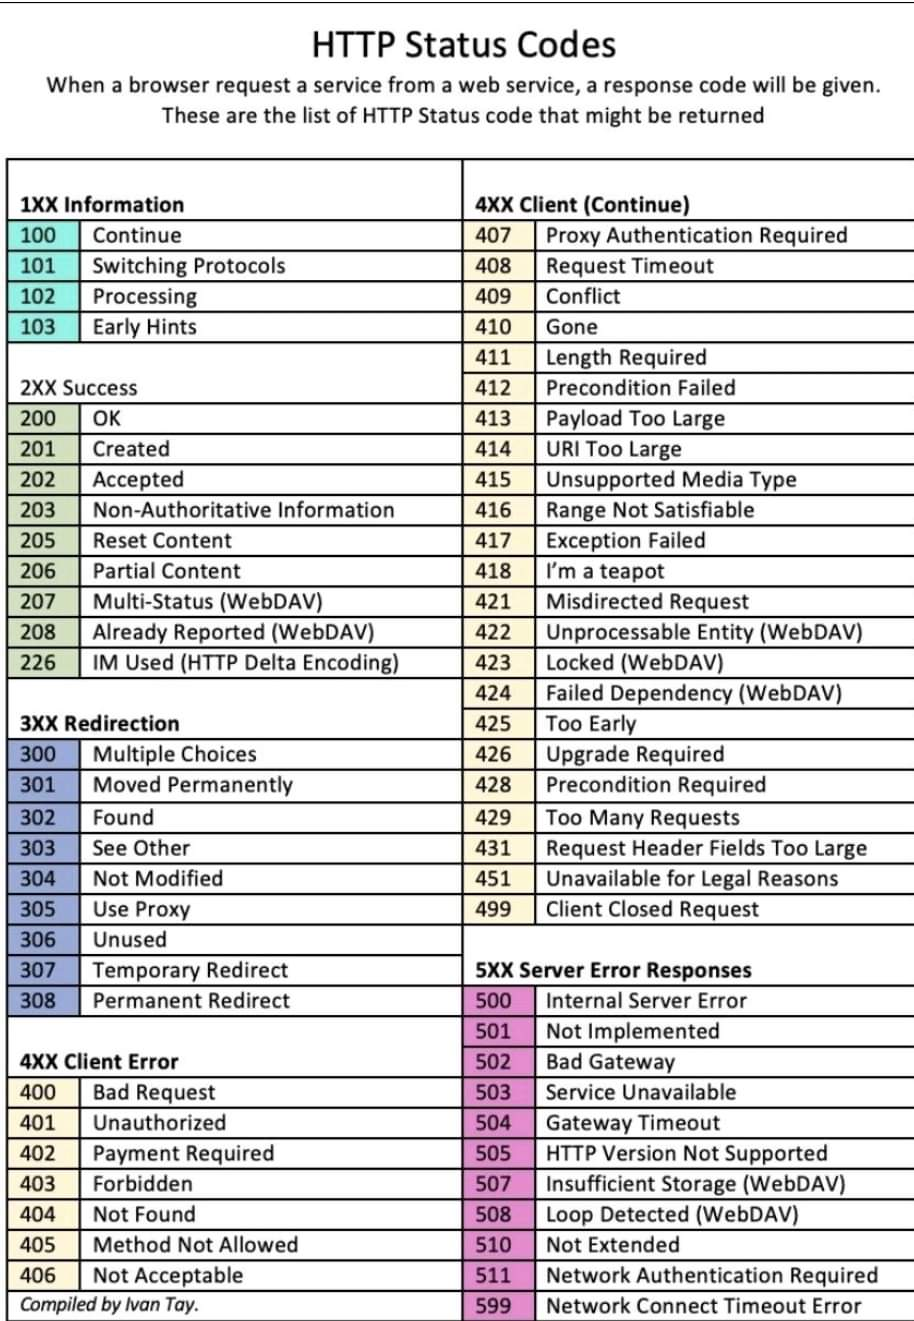 HTTP Status Codes
When a browser request a service from a web service, a response code will be given.
These are the list of HTTP Status code that might be returned
1XX Information
100 Continue
101 Switching Protocols
102 Processing
103 Early Hints
2XX Success
200 OK
201 Created
202 Accepted
203 Non-Authoritative Information
205 Reset Content
206 Partial Content
207 Multi-Status (WebDAV)
208 Already Reported (WebDAV)
226 IM Used (HTTP Delta Encoding)
3XX Redirection
300 Multiple Choices
301 Moved Permanently
302 Found
303 See Other
304 Not Modified
305 Use Proxy
306 Unused
307 Temporary Redirect
308 Permanent Redirect
4XX Client Error
400 Bad Request
401 Unauthorized
402 Payment Required
403 Forbidden
404 Not Found
405 Method Not Allowed
406 Not Acceptable
Compiled by Ivan Tay.
4XX Client (Continue)
407 Proxy Authentication Required
408 Request Timeout
409 Conflict
410 Gone
411 Length Required
412 Precondition Failed
413 Payload Too Large
414 URI Too Large
415 Unsupported Media Type
416 Range Not Satisfiable
417 Exception Failed
418 I’m a teapot
421 Misdirected Request
422 Unprocessable Entity (WebDAV)
423 Locked (WebDAV)
424 Failed Dependency (WebDAV)
425 Too Early
426 Upgrade Required
428 Precondition Required
429 Too Many Requests
431 Request Header Fields Too Large
451 Unavailable for Legal Reasons
499 Client Closed Request
5XX Server Error Responses
500 Internal Server Error
501 Not Implemented
502 Bad Gateway
503 Service Unavailable
504 Gateway Timeout
505 HTTP Version Not Supported
507 Insufficient Storage (WebDAV)
508 Loop Detected (WebDAV)
510 Not Extended
511 Network Authentication Required
599 Network Connect Timeout Error